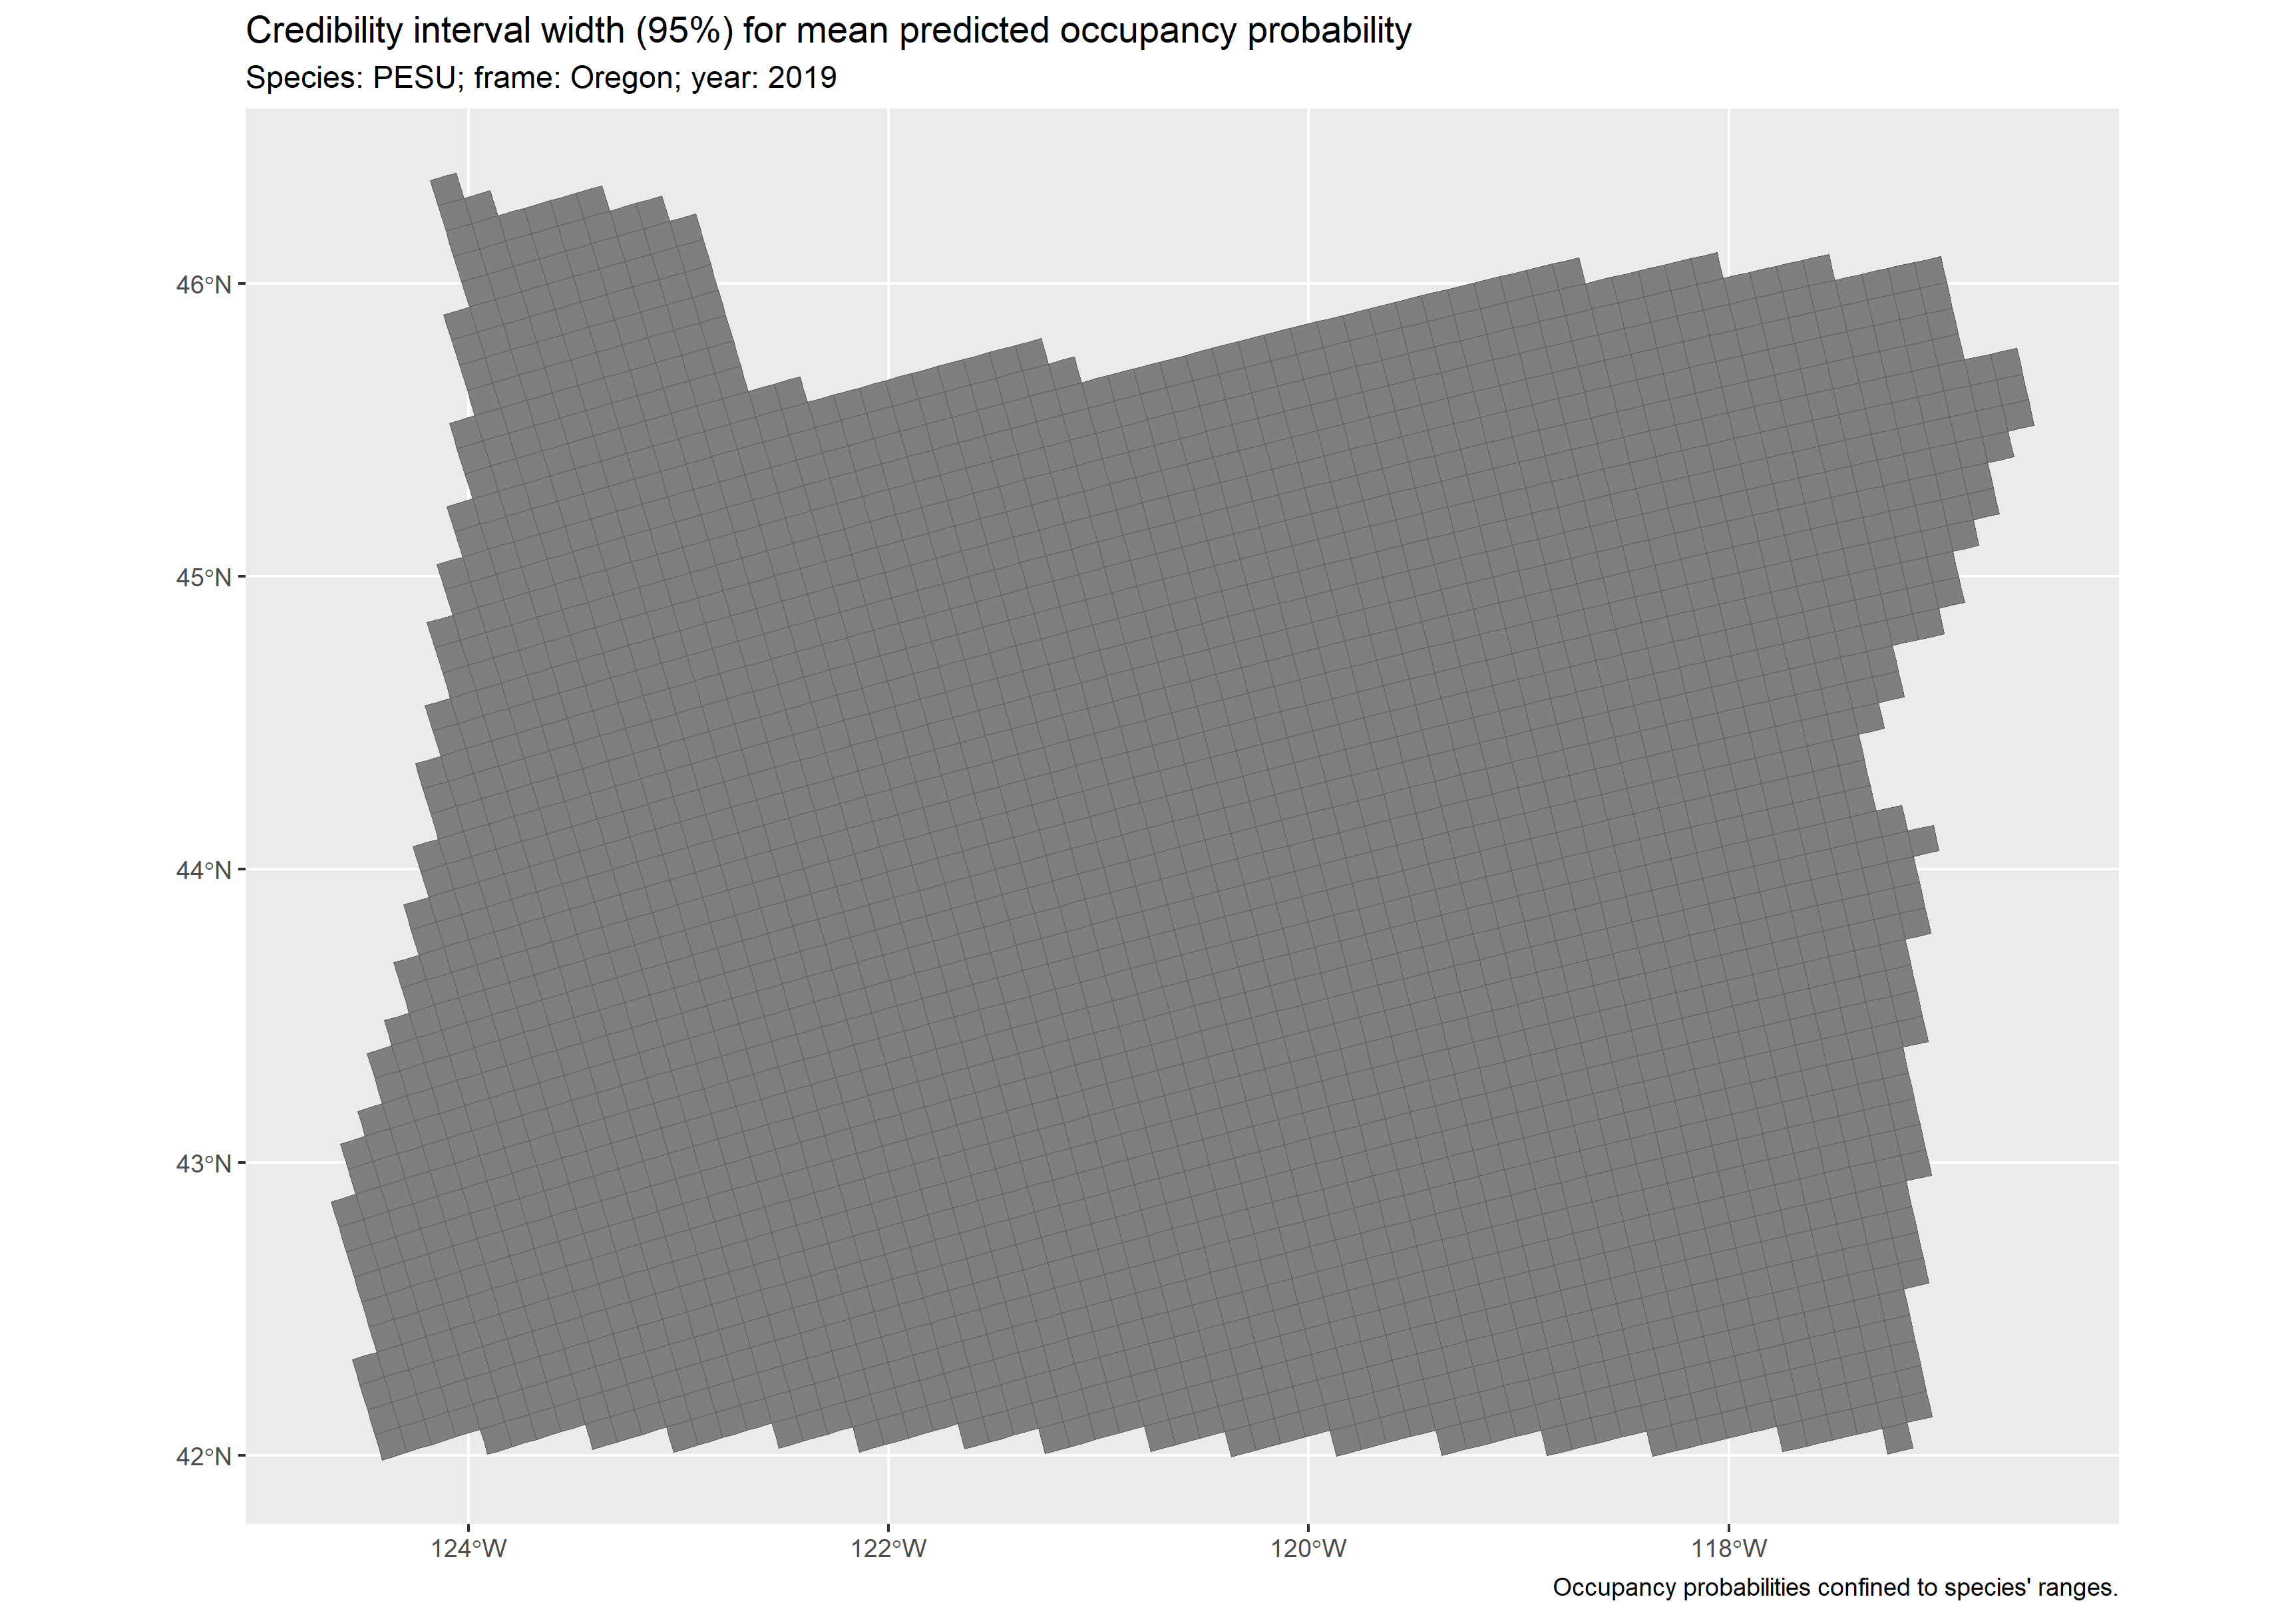 Credibility interval width (95%) for mean predicted occupancy probability
Species: PESU; frame: Oregon; year: 2019
46°N
45°N
44°N
43°N
42°N
124°W
122°W
120°W
118°W
Occupancy probabilities confined to species' ranges.